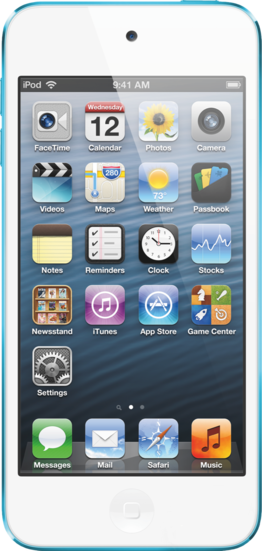 iPod 9:41 AM
FaceTime Calendar Photos Camera
Wednesday
12
Videos Maps Weather Passbook
280
73°
Notes Reminders Clock Stocks
Newsstand iTunes App Store Game Center
Settings
Messages Mail Safari Music